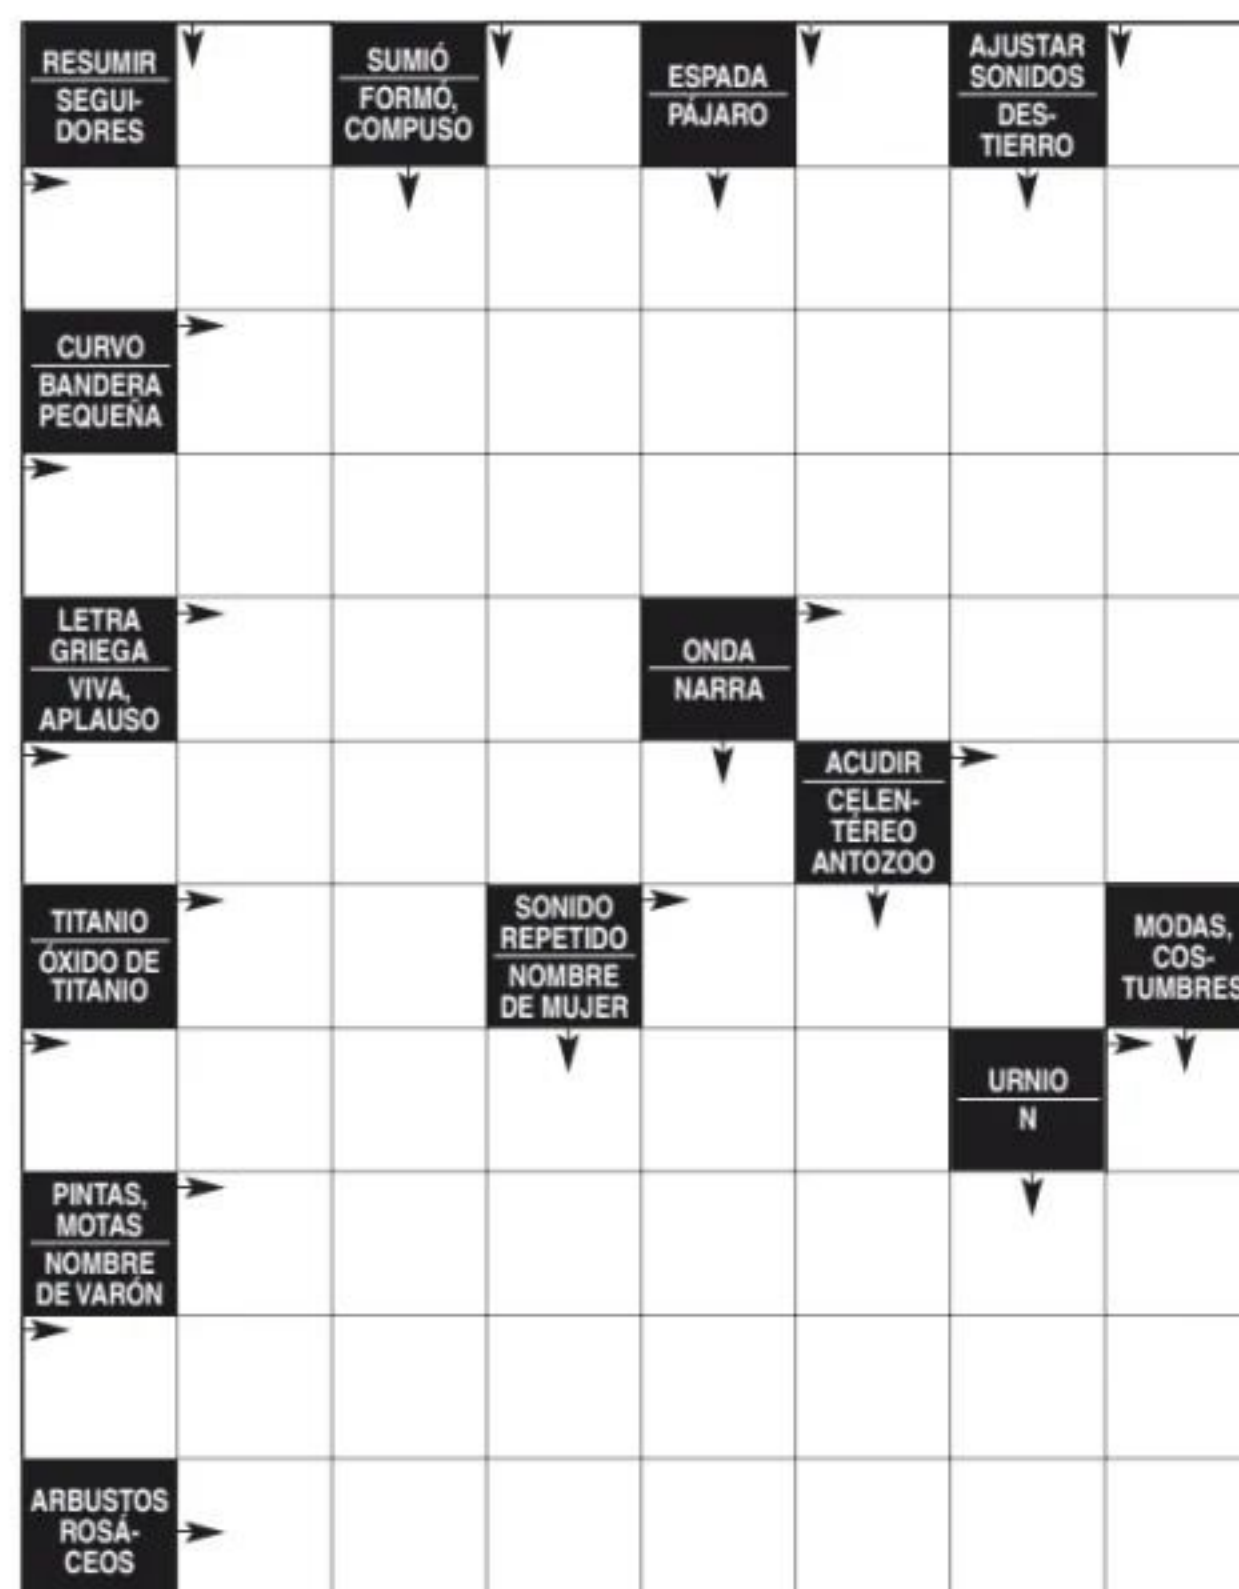 RESUMIR
SEGUI-
DORES
SUMIÓ
FORMÓ,
COMPUSO
ESPADA
PÁJARO
AJUSTAR
SONIDOS
DES-
TIERRO
CURVO
BANDERA
PEQUEÑA
LETRA
GRIEGA
VIVA,
APLAUSO
ONDA
NARRA
ACUDIR
CELEN-
TÉREO
ANTOZOO
TITANIO
ÓXIDO DE
TITANIO
SONIDO
REPETIDO
NOMBRE
DE MUJER
MODAS,
COS-
TUMBRES
URNIO
N
PINTAS,
MOTAS
NOMBRE
DE VARÓN
ARBUSTOS
ROSÁ-
CEOS